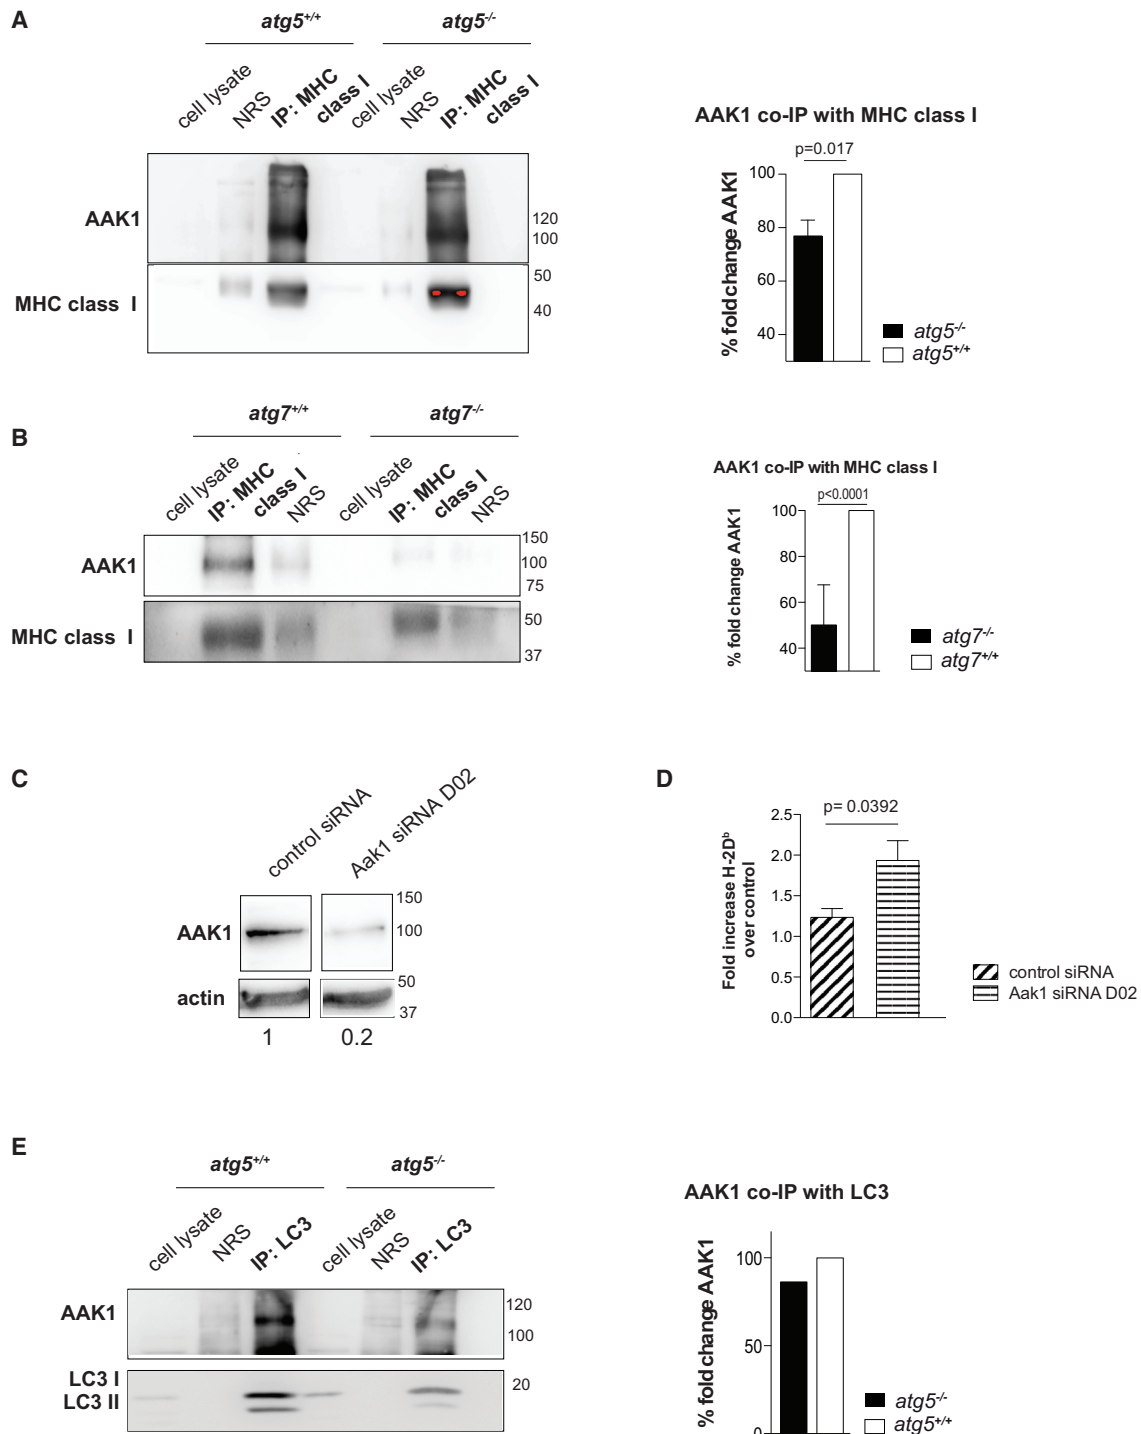 A
atg5+/+
atg5-/-
cell lysate
NRS
IP: MHC
class I
cell lysate
NRS
IP: MHC
class I
AAK1
120
100
MHC class I
50
40
AAK1 co-IP with MHC class I
p=0.017
% fold change AAK1
100
80
60
40
atg5-/-
atg5+/+
B
atg7+/+
atg7-/-
cell lysate
IP: MHC
class I
NRS
cell lysate
IP: MHC
class I
NRS
AAK1
150
100
75
MHC class I
50
37
AAK1 co-IP with MHC class I
p<0.0001
% fold change AAK1
100
80
60
40
atg7-/-
atg7+/+
C
control siRNA
Aak1 siRNA D02
AAK1
150
100
actin
50
37
1
0.2
D
p= 0.0392
Fold increase H-2Db
over control
2.5
2.0
1.5
1.0
0.5
0.0
control siRNA
Aak1 siRNA D02
E
atg5+/+
atg5-/-
cell lysate
NRS
IP: LC3
cell lysate
NRS
IP: LC3
AAK1
120
100
LC3 I
LC3 II
20
AAK1 co-IP with LC3
% fold change AAK1
100
50
0
atg5-/-
atg5+/+